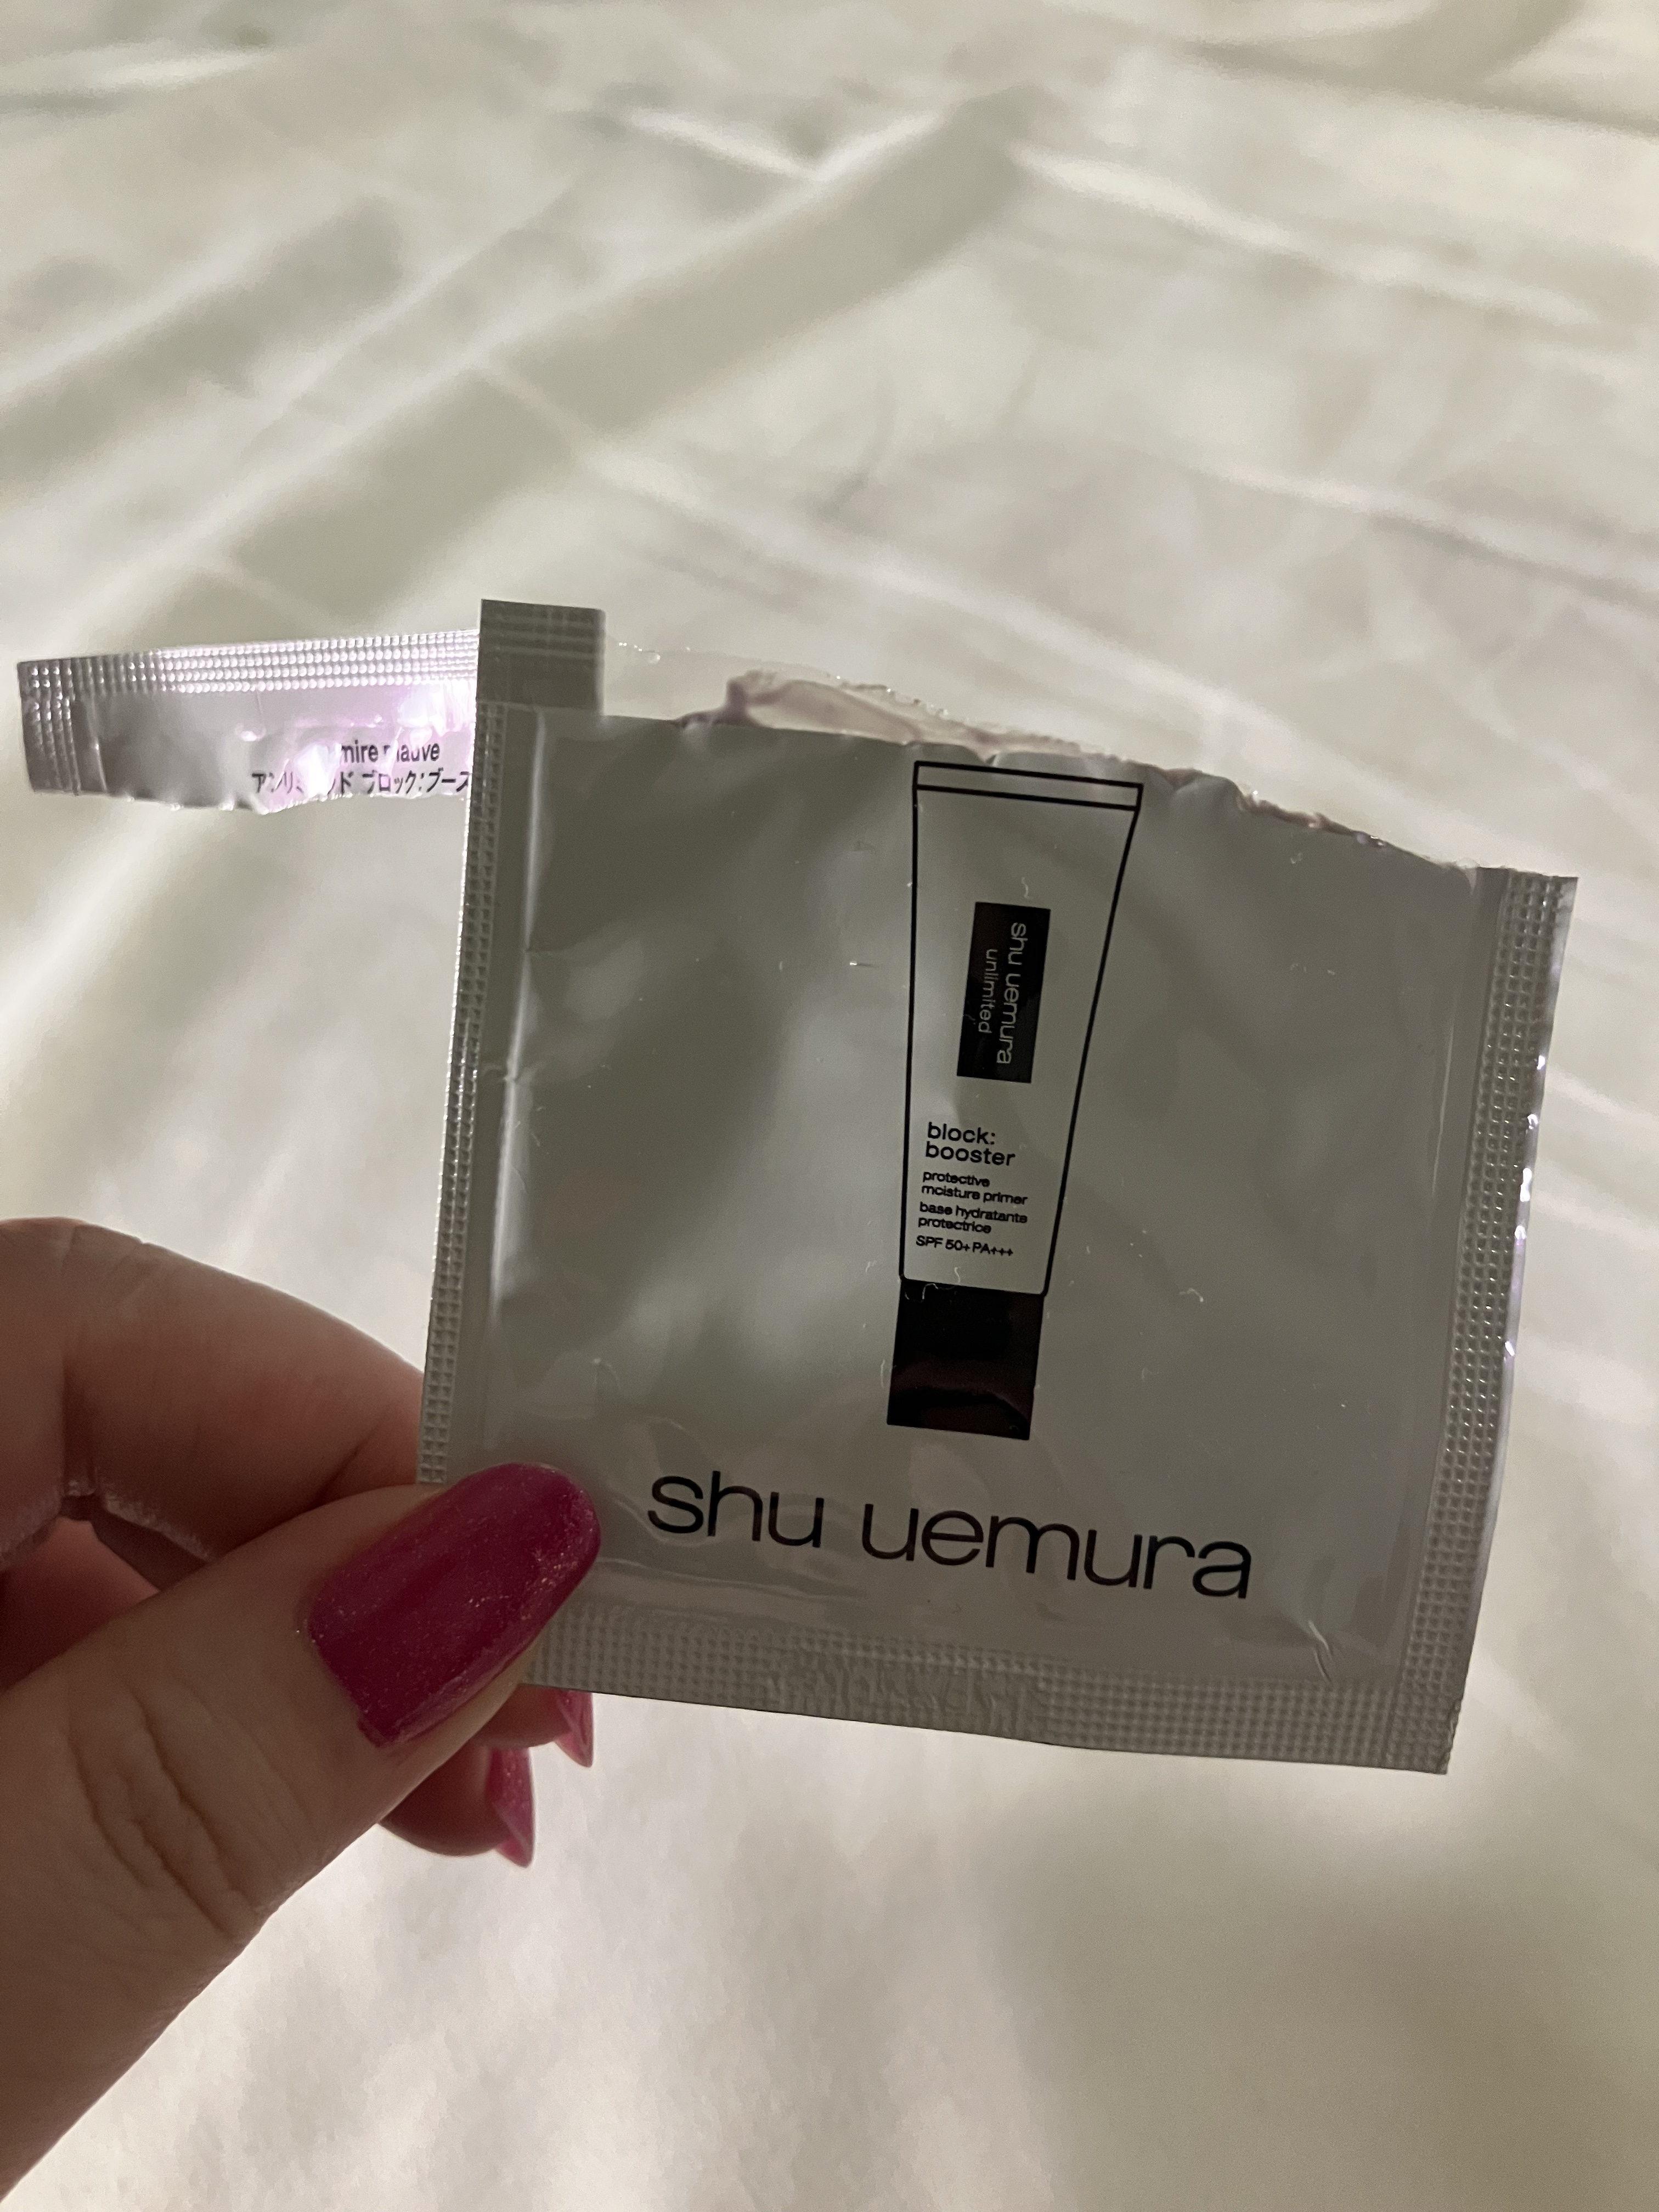 mauve
ブロック:ブース
shu uemura
unlimited
block:
booster
protective
moisture primer
base hydratante
protectrice
SPF 50+ PA+++
shu uemura